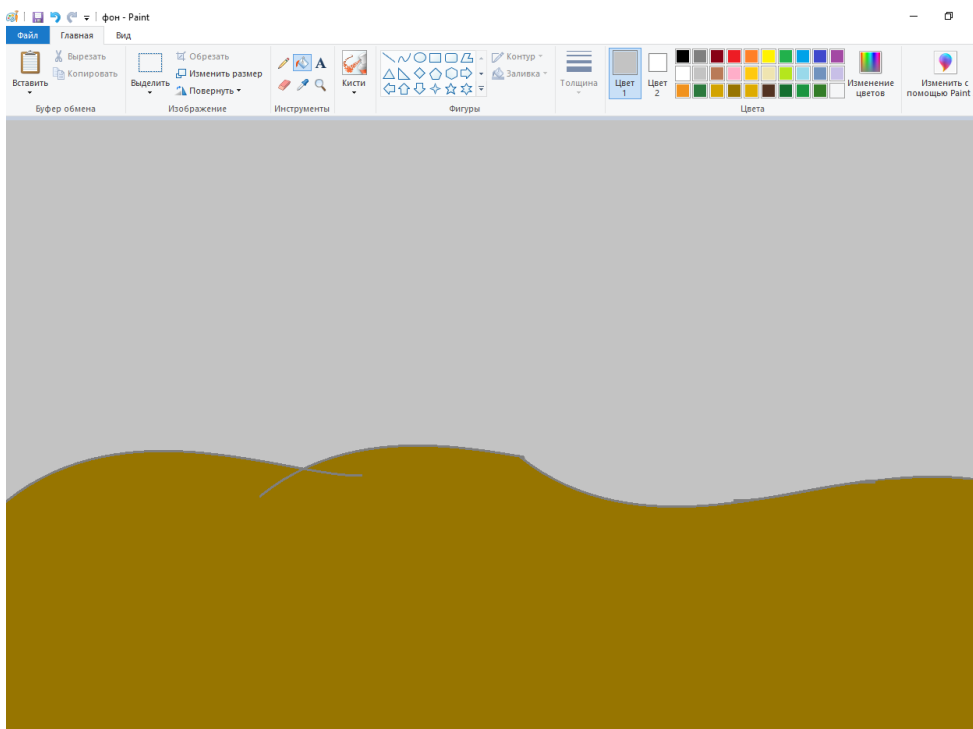 фон - Paint
Файл Главная Вид
Вставить
Вырезать
Копировать
Буфер обмена
Выделить
Обрезать
Изменить размер
Повернуть
Изображение
A
Инструменты
Кисти
Контур
Заливка
Фигуры
Толщина
Цвет 1
Цвет 2
Изменение цветов
Цвета
Изменить с помощью Paint